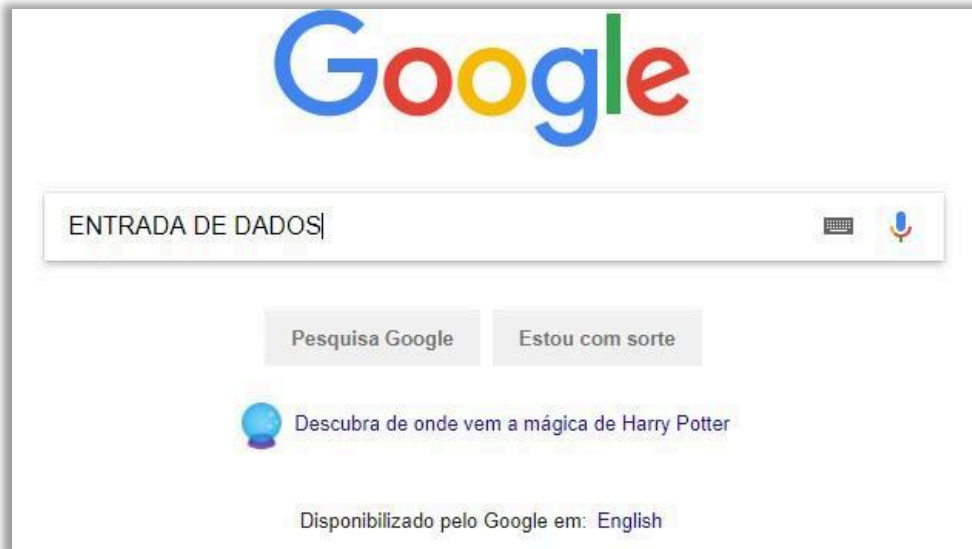 Google
ENTRADA DE DADOS
Pesquisa Google Estou com sorte
Descubra de onde vem a mágica de Harry Potter
Disponibilizado pelo Google em: English